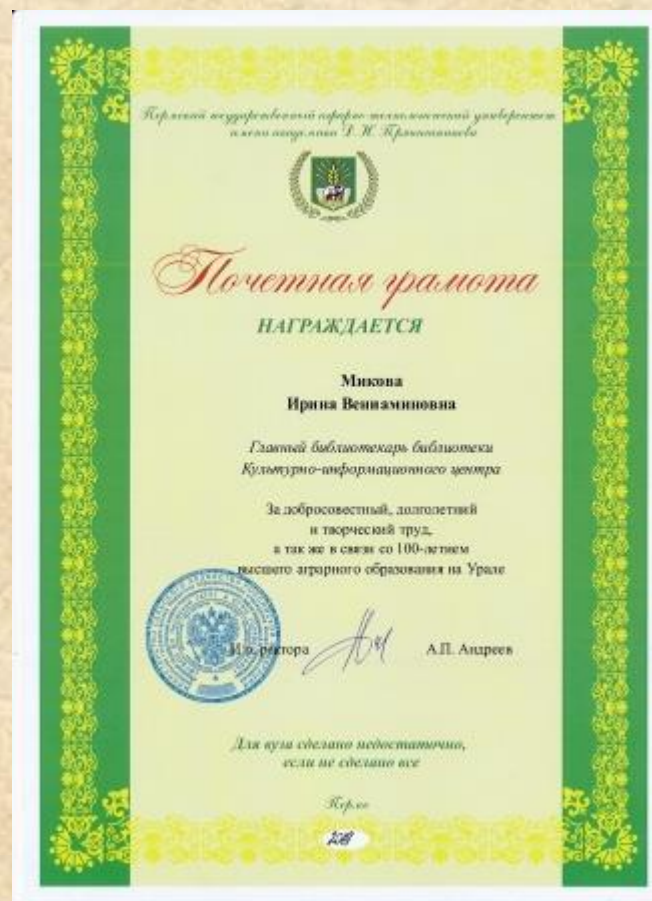 Пермский государственный аграрно-технологический университет
имени академика Д.Н. Прянишникова
Почетная грамота
НАГРАЖДАЕТСЯ
Микова
Ирина Вениаминовна
Главный библиотекарь библиотеки
Культурно-информационного центра
За добросовестный, долголетний
и творческий труд,
а так же в связи со 100-летием
высшего аграрного образования на Урале
И.о. ректора А.П. Андреев
Для вуза сделано недостаточно,
если не сделано все
Пермь
2018